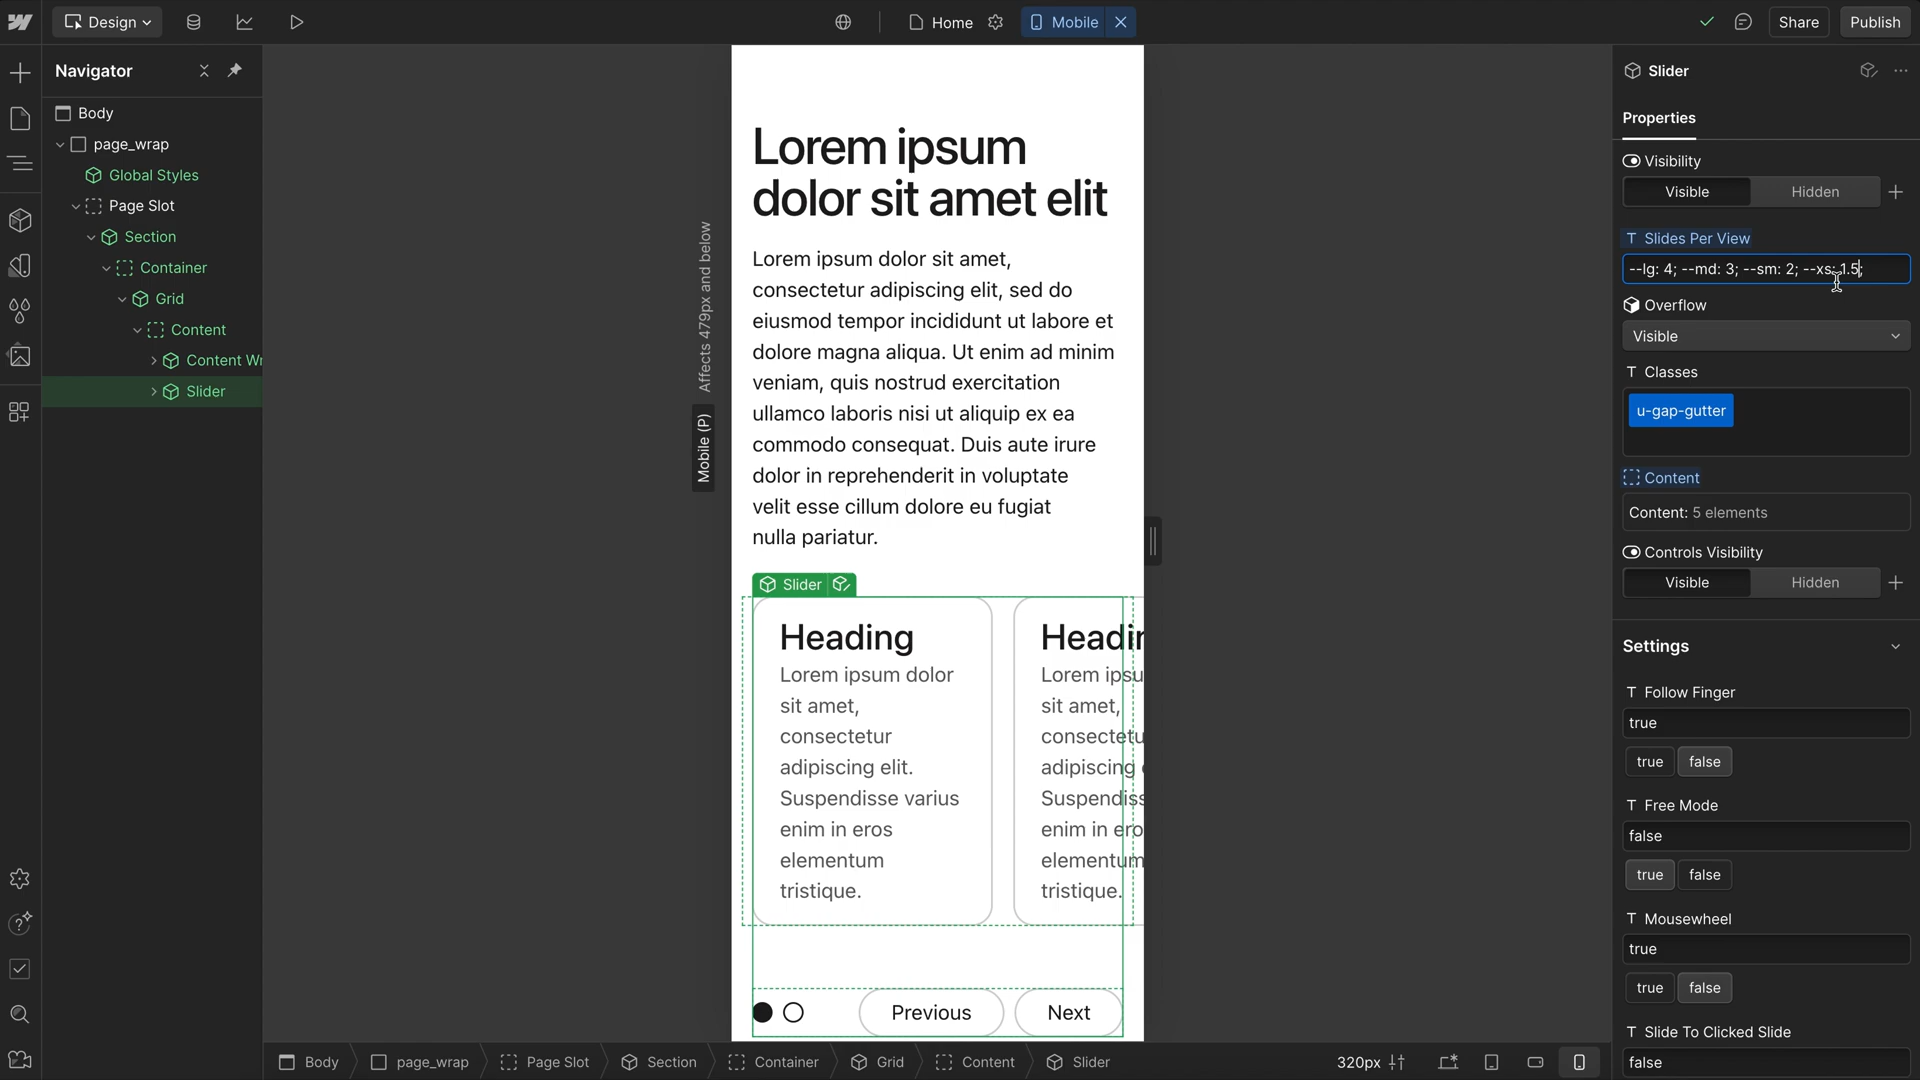 Design
Home
Mobile
Share
Publish
Navigator
Body
page_wrap
Global Styles
Page Slot
Section
Container
Grid
Content
Content Wr
Slider
Affects 479px and below
Mobile (P)
Lorem ipsum
dolor sit amet elit
Lorem ipsum dolor sit amet,
consectetur adipiscing elit, sed do
eiusmod tempor incididunt ut labore et
dolore magna aliqua. Ut enim ad minim
veniam, quis nostrud exercitation
ullamco laboris nisi ut aliquip ex ea
commodo consequat. Duis aute irure
dolor in reprehenderit in voluptate
velit esse cillum dolore eu fugiat
nulla pariatur.
Slider
Heading
Lorem ipsum dolor
sit amet,
consectetur
adipiscing elit.
Suspendisse varius
enim in eros
elementum
tristique.
Headin
Lorem ipsu
sit amet,
consectetu
adipiscing e
Suspendiss
enim in ero
elementum
tristique.
Previous
Next
Slider
Properties
Visibility
Visible
Hidden
Slides Per View
--lg: 4; --md: 3; --sm: 2; --xs: 1.5;
Overflow
Visible
Classes
u-gap-gutter
Content
Content: 5 elements
Controls Visibility
Visible
Hidden
Settings
Follow Finger
true
true
false
Free Mode
false
true
false
Mousewheel
true
true
false
Slide To Clicked Slide
false
Body
page_wrap
Page Slot
Section
Container
Grid
Content
Slider
320px